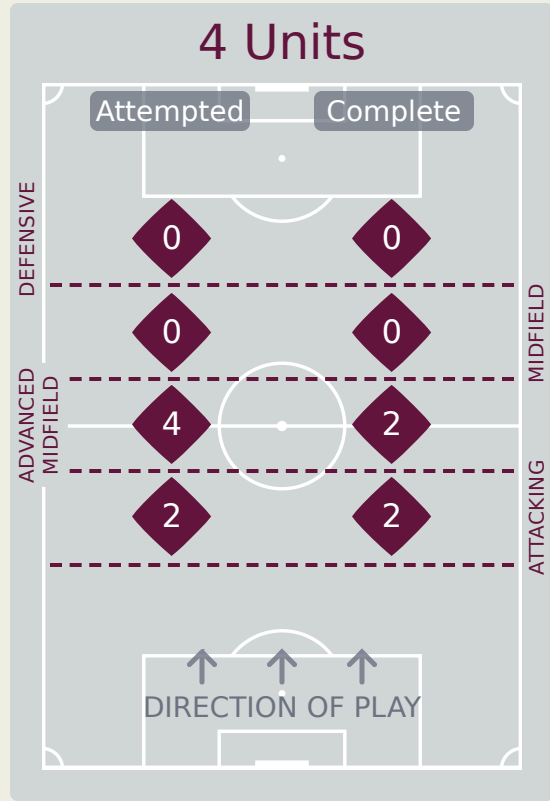 4 Units
Attempted Complete
DEFENSIVE
0 0
MIDFIELD
0 0
ADVANCED
MIDFIELD
4 2
ATTACKING
2 2
DIRECTION OF PLAY